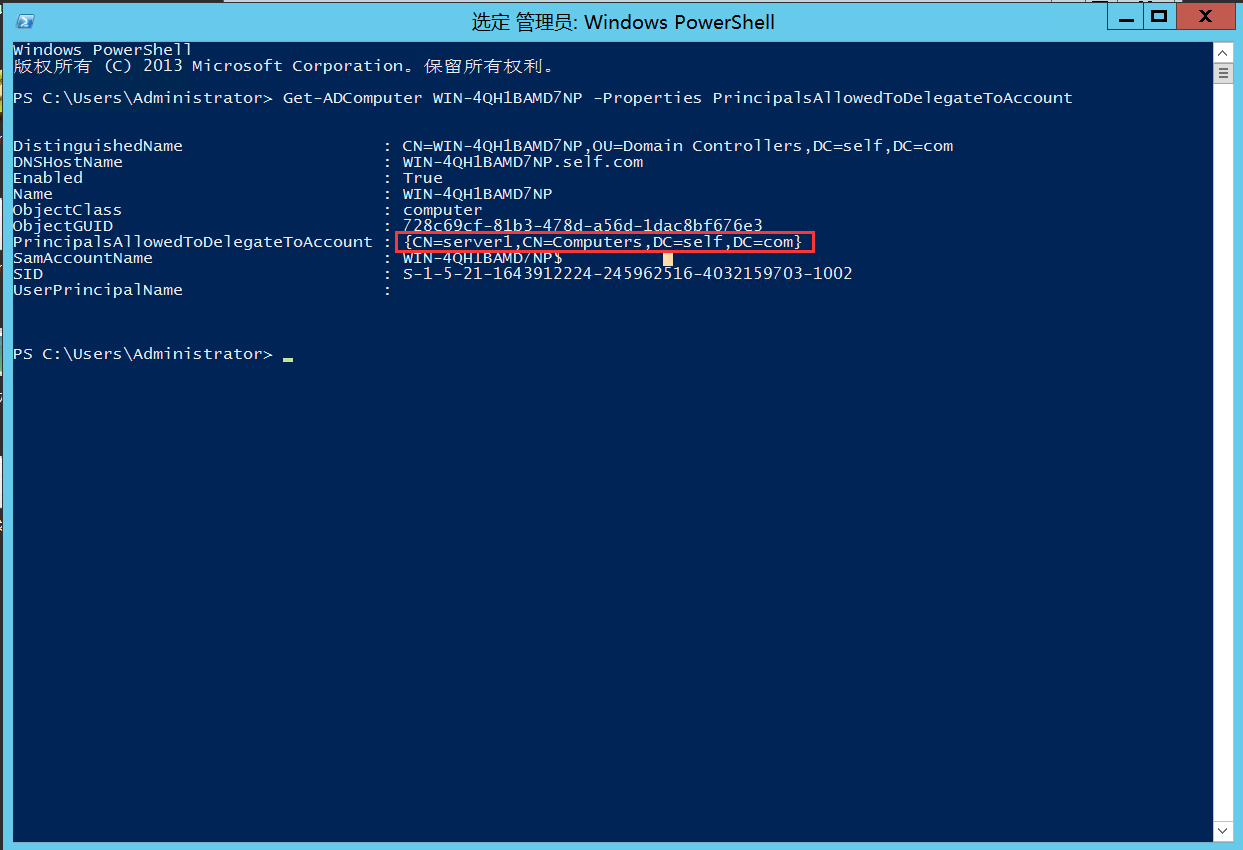 选定 管理员: Windows PowerShell
Windows PowerShell
版权所有 (C) 2013 Microsoft Corporation。保留所有权利。
PS C:\Users\Administrator> Get-ADComputer WIN-4QH1BAMD7NP -Properties PrincipalsAllowedToDelegateToAccount
DistinguishedName : CN=WIN-4QH1BAMD7NP,OU=Domain Controllers,DC=self,DC=com
DNSHostName : WIN-4QH1BAMD7NP.self.com
Enabled : True
Name : WIN-4QH1BAMD7NP
ObjectClass : computer
ObjectGUID : 728c69cf-81b3-478d-a56d-1dac8bf676e3
PrincipalsAllowedToDelegateToAccount : {CN=server1,CN=Computers,DC=self,DC=com}
SamAccountName : WIN-4QH1BAMD7NP$
SID : S-1-5-21-1643912224-245962516-4032159703-1002
UserPrincipalName :
PS C:\Users\Administrator>